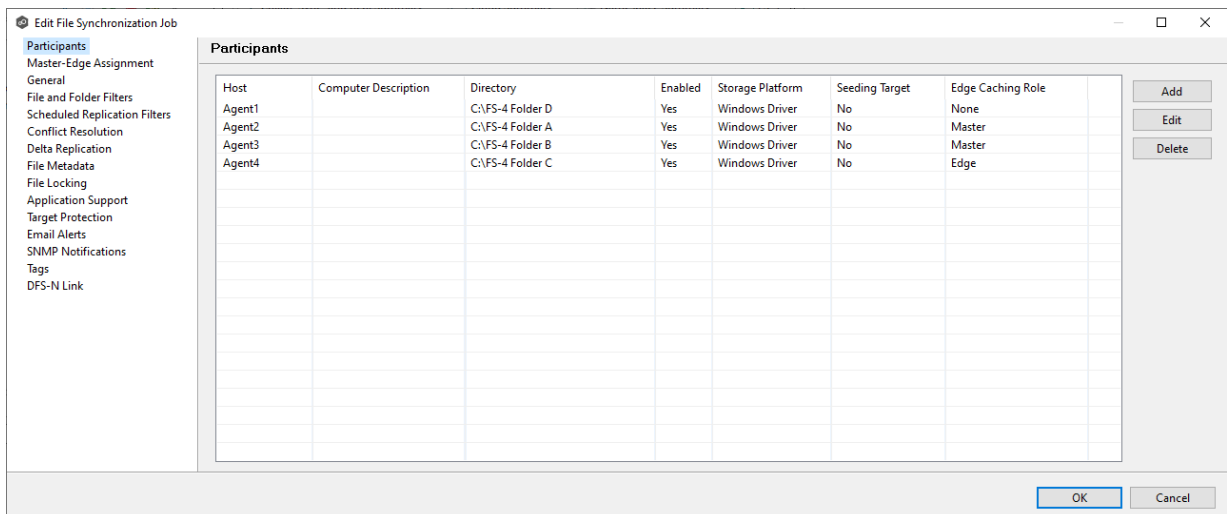 Edit File Synchronization Job
Participants
Master-Edge Assignment
General
File and Folder Filters
Scheduled Replication Filters
Conflict Resolution
Delta Replication
File Metadata
File Locking
Application Support
Target Protection
Email Alerts
SNMP Notifications
Tags
DFS-N Link
Participants
Host Computer Description Directory Enabled Storage Platform Seeding Target Edge Caching Role
Agent1 C:\FS-4 Folder D Yes Windows Driver No None
Agent2 C:\FS-4 Folder A Yes Windows Driver No Master
Agent3 C:\FS-4 Folder B Yes Windows Driver No Master
Agent4 C:\FS-4 Folder C Yes Windows Driver No Edge
Add
Edit
Delete
OK Cancel